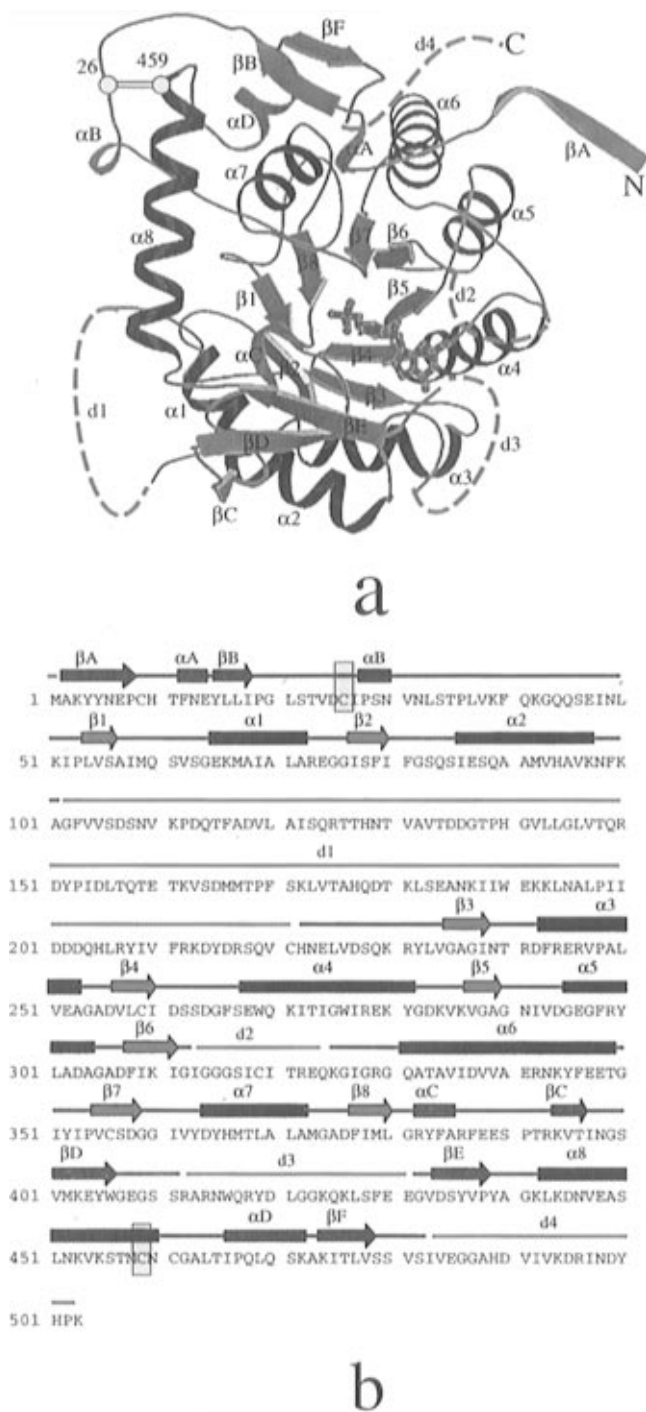 βF
d4
C
26
459
βB
α6
αD
αA
βA
αB
α7
N
α5
α8
β7
β6
β8
β5
d2
β1
αC
β4
α4
β2
β3
d1
α1
βE
d3
βD
α3
βC
α2
a
βA αA βB αB
1 MAKYYNEPCH TFNEYLLIPG LSTVDCIPSN VNLSTPLVKF QKGQQSEINL
β1 α1 β2 α2
51 KIPLVSAIMQ SVSGEKMAIA LAREGGISFI FGSQSIESQA AMVHAVKNFK
101 AGFVVSDSNV KPDQTFADVL AISQRTTHNT VAVTDDGTPH GVLLGLVTQR
d1
151 DYPIDLTQTE TKVSDMMTPF SKLVTAHQDT KLSEANKIIW EKKLNALPII
β3 α3
201 DDDQHLRYIV FRKDYDRSQV CHNELVDSQK RYLVGAGINT RDFRERVPAL
β4 α4 β5 α5
251 VEAGADVLCI DSSDGFSEWQ KITIGWIREK YGDKVKVGAG NIVDGEGFRY
β6 d2 α6
301 LADAGADFIK IGIGGGSICI TREQKGIGRG QATAVIDVVA ERNKYFEETG
β7 α7 β8 αC βC
351 IYIPVCSDGG IVYDYHMTLA LAMGADFIML GRYFARFEES PTRKVTINGS
βD d3 βE α8
401 VMKEYWGEGS SRARNWQRYD LGGKQKLSFE EGVDSYVPYA GKLKDNVEAS
αD βF d4
451 LNKVKSTMCN CGALTIPQLQ SKAKITLVSS VSIVEGGAHD VIVKDRINDY
501 HPK
b